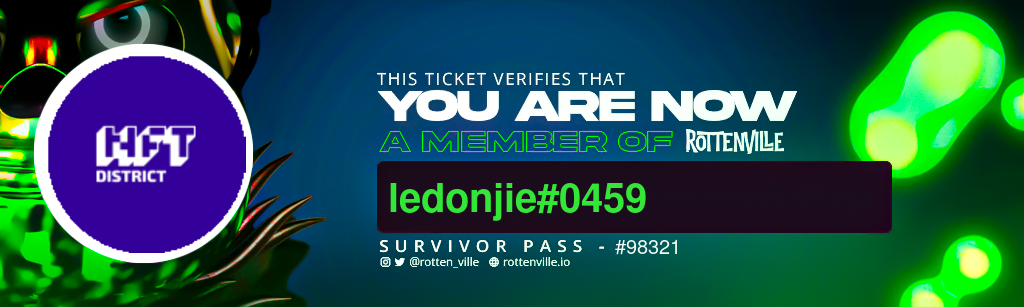 HFT
DISTRICT
THIS TICKET VERIFIES THAT
YOU ARE NOW
A MEMBER OF ROTTENVILLE
ledonjie#0459
SURVIVOR PASS - #98321
@rotten_ville rottenville.io